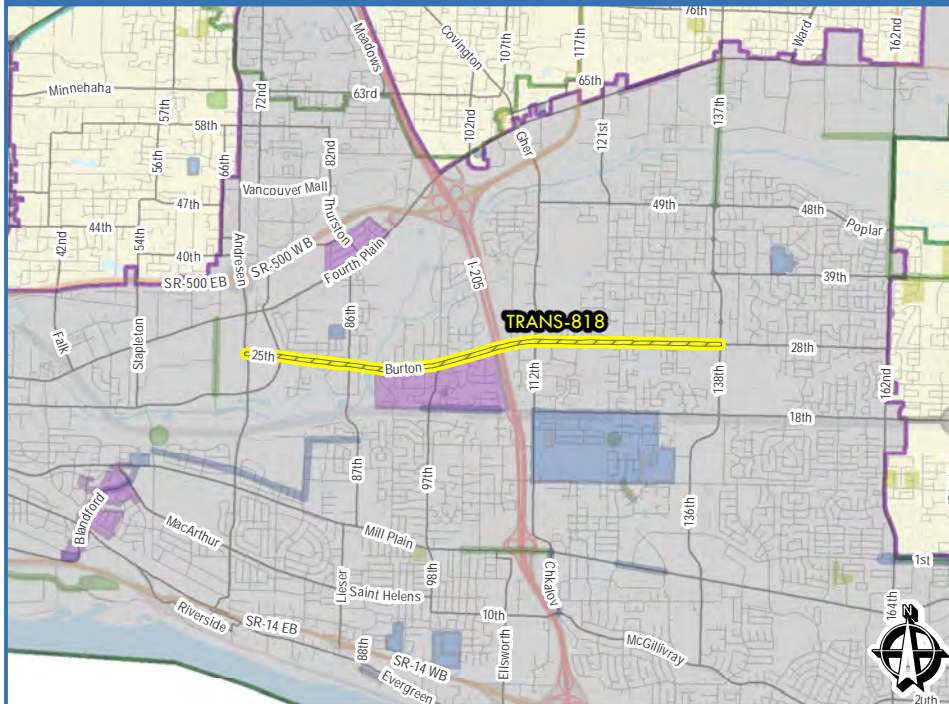 76th
Ward
162nd
Meadows
Covington
107th
117th
Minnehaha
72nd
63rd
65th
57th
102nd
Gher
121st
137th
58th
82nd
56th
66th
Vancouver Mall
47th
Thurston
49th
48th
Poplar
44th
42nd
54th
40th
Andresen
SR-500 WB
Fourth Plain
I-205
39th
SR-500 EB
Falk
Stapleton
86th
TRANS-818
25th
Burton
112th
138th
28th
162nd
18th
87th
97th
Blandford
MacArthur
Mill Plain
136th
1st
Lieser
98th
Chkalov
Saint Helens
10th
164th
N
Riverside
SR-14 EB
88th
SR-14 WB
Ellsworth
McGillivray
Evergreen